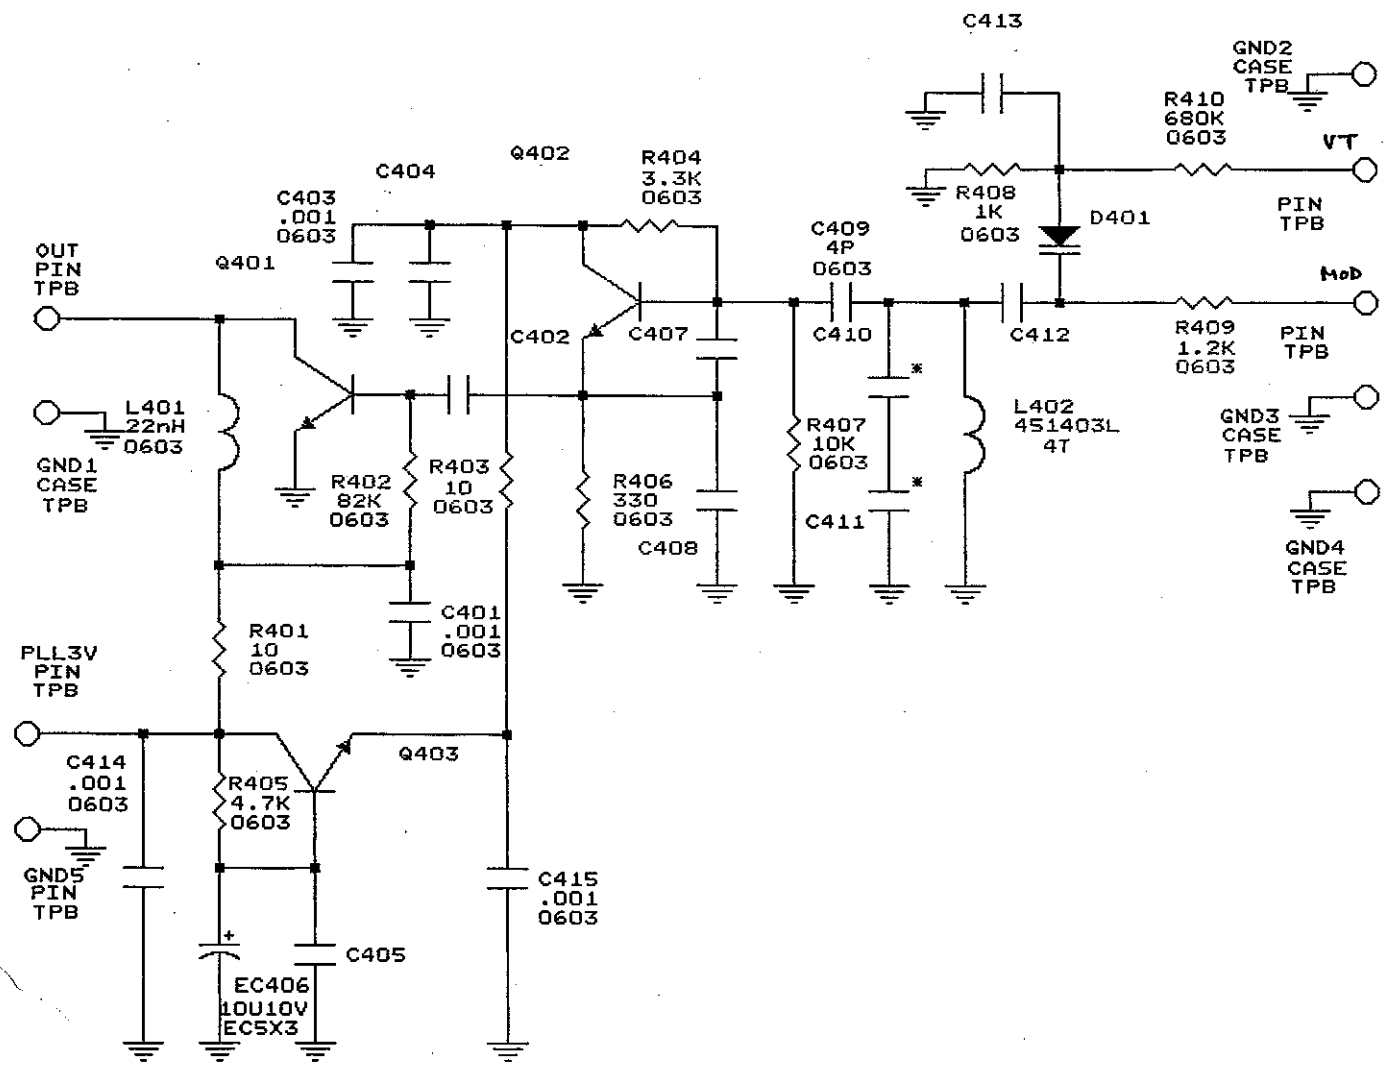 C413
GND2
CASE
TPB
R410
680K
0603
VT
Q402
R404
3.3K
0603
C404
C403
.001
0603
R408
1K
0603
D401
PIN
TPB
C409
4P
0603
OUT
PIN
TPB
Q401
MOD
C402
C407
C410
C412
R409
1.2K
0603
PIN
TPB
L401
22nH
0603
*
L402
451403L
4T
GND3
CASE
TPB
R407
10K
0603
GND1
CASE
TPB
R402
82K
0603
R403
10
0603
R406
330
0603
*
C411
C408
GND4
CASE
TPB
C401
.001
0603
R401
10
0603
PLL3V
PIN
TPB
Q403
C414
.001
0603
R405
4.7K
0603
GND5
PIN
TPB
C415
.001
0603
+
C405
EC406
10U10V
EC5X3